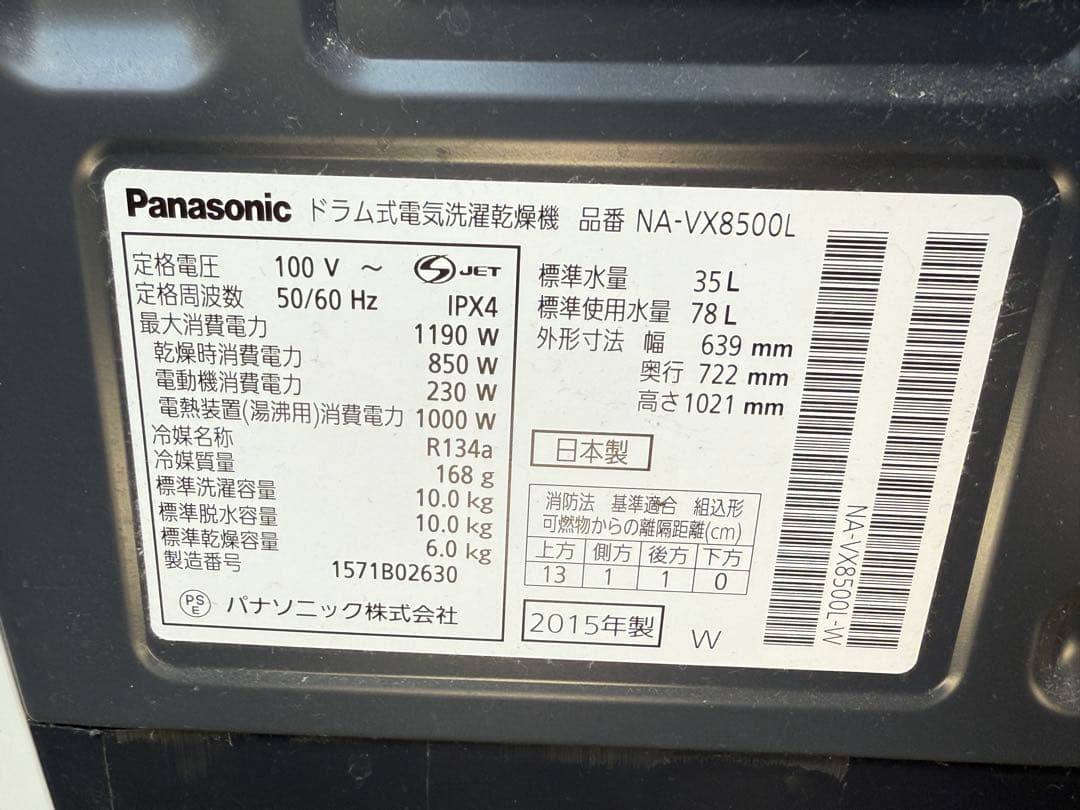 Panasonic ドラム式電気洗濯乾燥機 品番 NA-VX8500L
定格電圧 100 V ～ S JET
定格周波数 50/60 Hz IPX4
最大消費電力 1190 W
乾燥時消費電力 850 W
電動機消費電力 230 W
電熱装置(湯沸用)消費電力 1000 W
冷媒名称 R134a
冷媒質量 168 g
標準洗濯容量 10.0 kg
標準脱水容量 10.0 kg
標準乾燥容量 6.0 kg
製造番号 1571B02630
PS E パナソニック株式会社
標準水量 35 L
標準使用水量 78 L
外形寸法 幅 639 mm
奥行 722 mm
高さ 1021 mm
日本製
消防法 基準適合 組込形
可燃物からの離隔距離(cm)
上方 側方 後方 下方
13 1 1 0
2015年製 W
NA-VX8500L-W